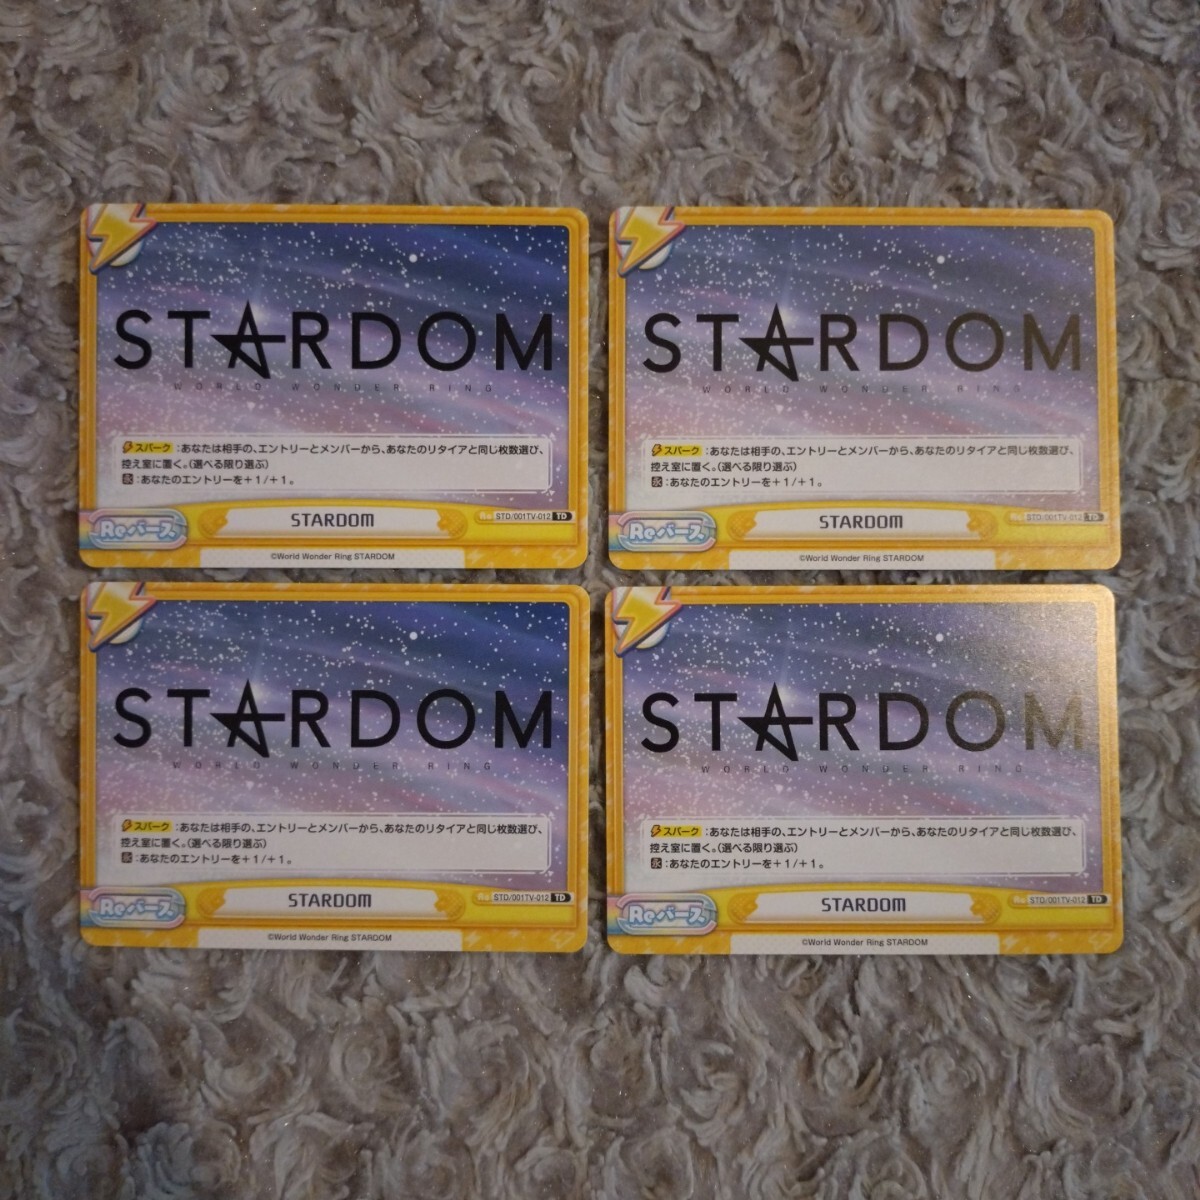 STARDOM
WORLD WONDER RING
スパーク:あなたは相手の、エントリーとメンバーから、あなたのリタイアと同じ枚数選び、
控え室に置く。(選べる限り選ぶ)
永:あなたのエントリーを+1/+1。
Reバース
STARDOM
Re STD/001TV-012 TD
©World Wonder Ring STARDOM
STARDOM
WORLD WONDER RING
スパーク:あなたは相手の、エントリーとメンバーから、あなたのリタイアと同じ枚数選び、
控え室に置く。(選べる限り選ぶ)
永:あなたのエントリーを+1/+1。
Reバース
STARDOM
Re STD/001TV-012 TD
©World Wonder Ring STARDOM
STARDOM
WORLD WONDER RING
スパーク:あなたは相手の、エントリーとメンバーから、あなたのリタイアと同じ枚数選び、
控え室に置く。(選べる限り選ぶ)
永:あなたのエントリーを+1/+1。
Reバース
STARDOM
Re STD/001TV-012 TD
©World Wonder Ring STARDOM
STARDOM
WORLD WONDER RING
スパーク:あなたは相手の、エントリーとメンバーから、あなたのリタイアと同じ枚数選び、
控え室に置く。(選べる限り選ぶ)
永:あなたのエントリーを+1/+1。
Reバース
STARDOM
Re STD/001TV-012 TD
©World Wonder Ring STARDOM